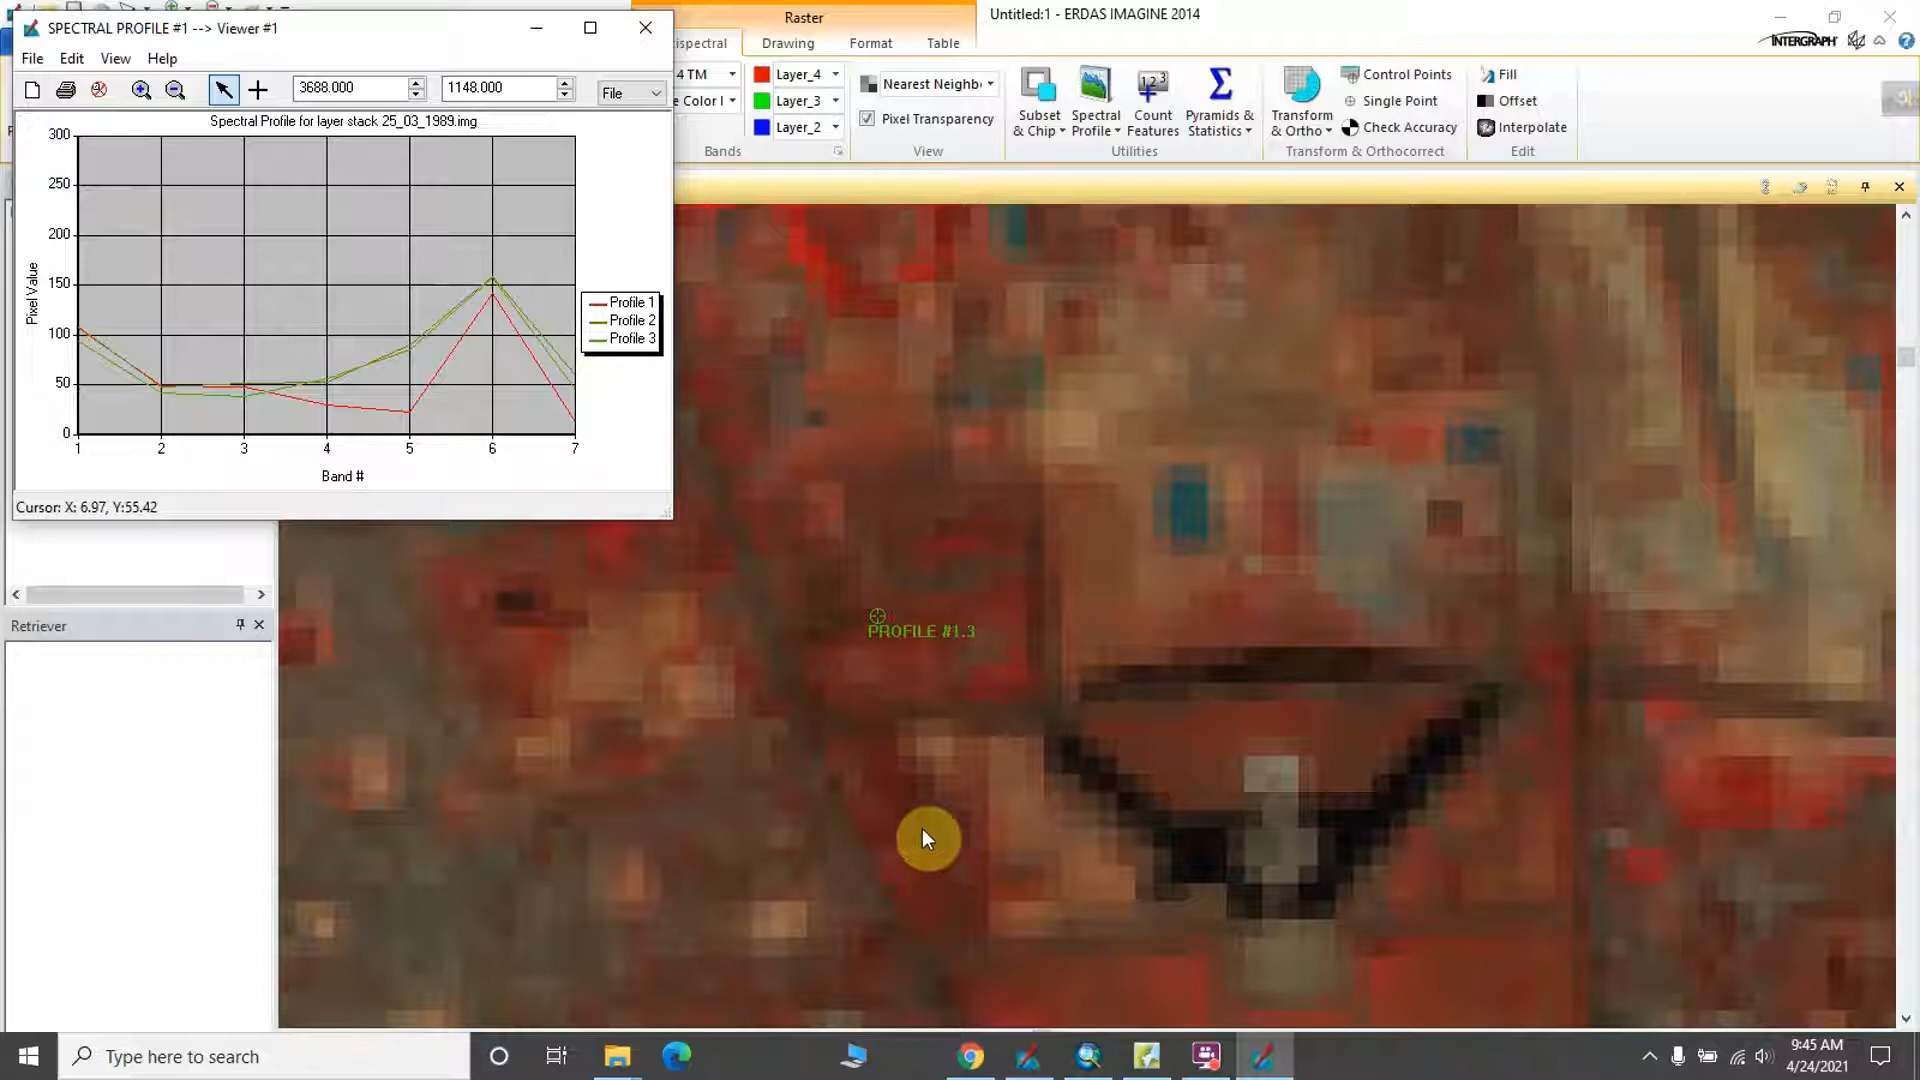 SPECTRAL PROFILE #1 --> Viewer #1
Raster
Untitled:1 - ERDAS IMAGINE 2014
File Edit View Help
Drawing Format Table
INTERGRAPH
3688.000 1148.000 File
4 TM Layer_4
Layer_3
Layer_2
Bands
Nearest Neighb
Pixel Transparency
View
Subset & Chip
Spectral Profile
Count Features
Pyramids & Statistics
Utilities
Transform & Ortho
Control Points
Single Point
Check Accuracy
Transform & Orthocorrect
Fill
Offset
Interpolate
Edit
Spectral Profile for layer stack 25_03_1989.img
300
250
200
150
100
50
0
Pixel Value
1 2 3 4 5 6 7
Band #
Profile 1
Profile 2
Profile 3
Cursor: X: 6.97, Y:55.42
Retriever
PROFILE #1.3
Type here to search
9:45 AM
4/24/2021